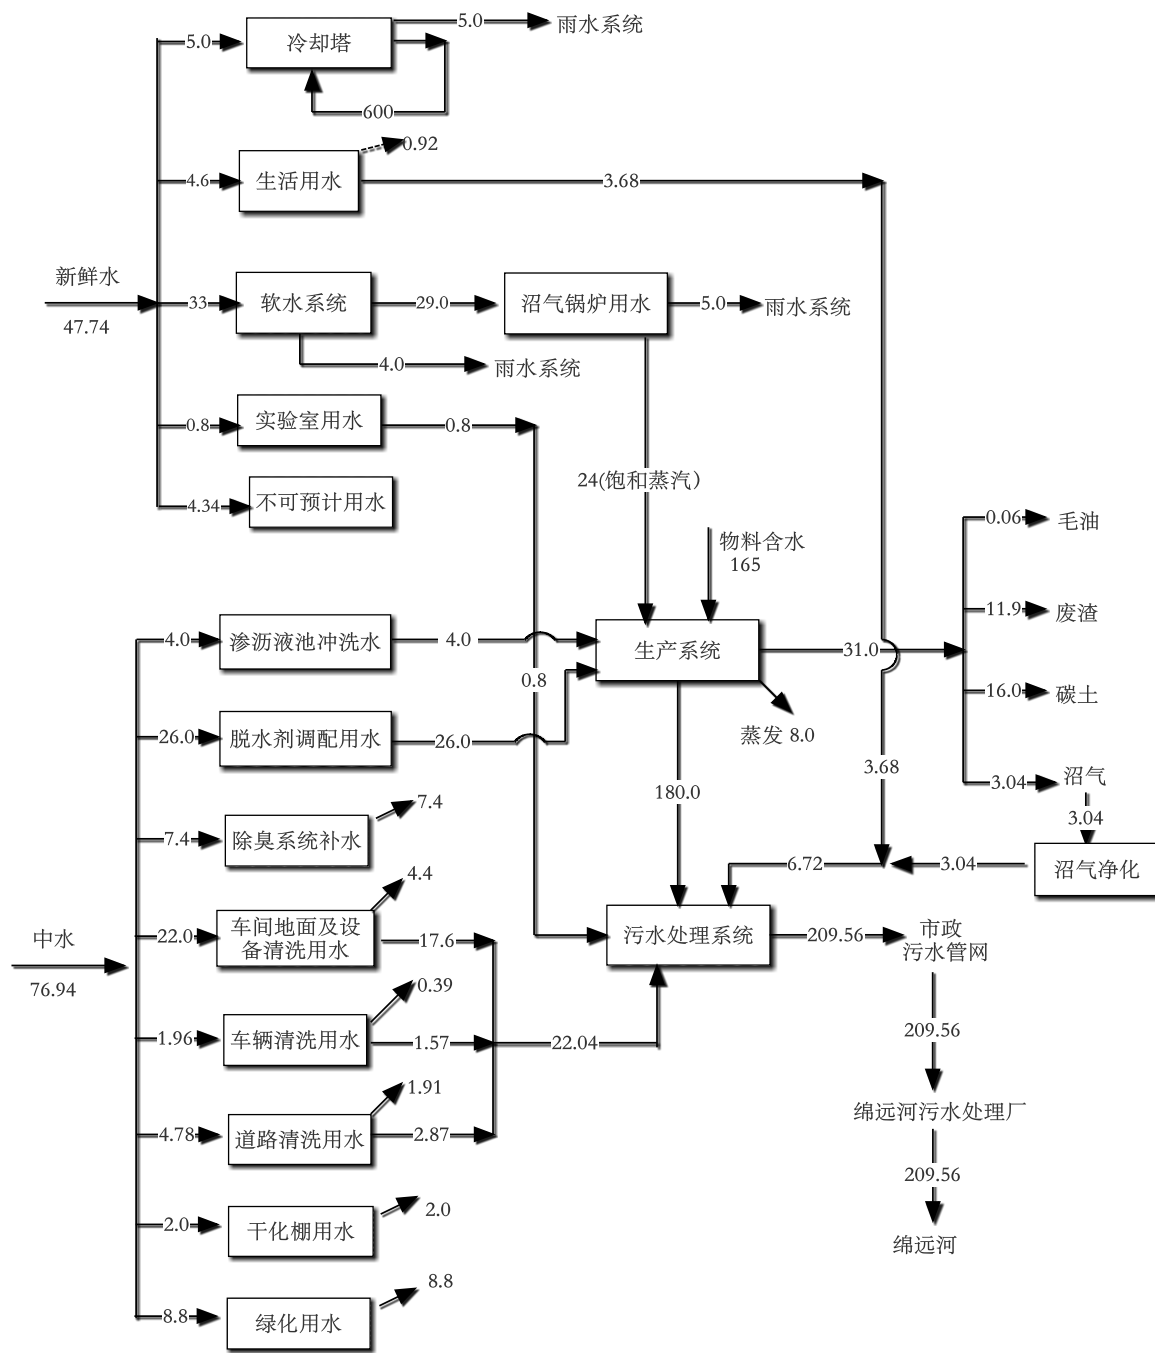 5.0
雨水系统
5.0
冷却塔
600
0.92
4.6
生活用水
3.68
新鲜水
47.74
33
软水系统
29.0
沼气锅炉用水
5.0
雨水系统
4.0
雨水系统
0.8
实验室用水
0.8
24(饱和蒸汽)
4.34
不可预计用水
物料含水
165
0.06
毛油
11.9
废渣
4.0
渗沥液池冲洗水
4.0
生产系统
31.0
0.8
16.0
碳土
26.0
脱水剂调配用水
26.0
蒸发 8.0
3.68
3.04
沼气
180.0
3.04
7.4
7.4
除臭系统补水
6.72
3.04
沼气净化
4.4
中水
76.94
22.0
车间地面及设
备清洗用水
17.6
污水处理系统
209.56
市政
污水管网
0.39
1.96
车辆清洗用水
1.57
22.04
209.56
1.91
4.78
道路清洗用水
2.87
绵远河污水处理厂
209.56
2.0
2.0
干化棚用水
绵远河
8.8
8.8
绿化用水